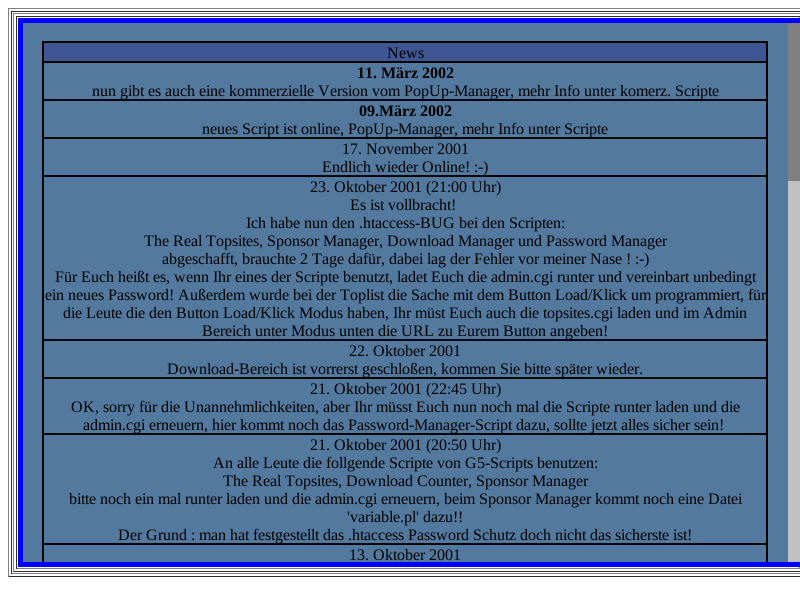 News
11. März 2002
nun gibt es auch eine kommerzielle Version vom PopUp-Manager, mehr Info unter komerz. Scripte
09.März 2002
neues Script ist online, PopUp-Manager, mehr Info unter Scripte
17. November 2001
Endlich wieder Online! :-)
23. Oktober 2001 (21:00 Uhr)
Es ist vollbracht!
Ich habe nun den .htaccess-BUG bei den Scripten:
The Real Topsites, Sponsor Manager, Download Manager und Password Manager
abgeschafft, brauchte 2 Tage dafür, dabei lag der Fehler vor meiner Nase ! :-)
Für Euch heißt es, wenn Ihr eines der Scripte benutzt, ladet Euch die admin.cgi runter und vereinbart unbedingt
ein neues Password! Außerdem wurde bei der Toplist die Sache mit dem Button Load/Klick um programmiert, für
die Leute die den Button Load/Klick Modus haben, Ihr müst Euch auch die topsites.cgi laden und im Admin
Bereich unter Modus unten die URL zu Eurem Button angeben!
22. Oktober 2001
Download-Bereich ist vorrerst geschloßen, kommen Sie bitte später wieder.
21. Oktober 2001 (22:45 Uhr)
OK, sorry für die Unannehmlichkeiten, aber Ihr müsst Euch nun noch mal die Scripte runter laden und die
admin.cgi erneuern, hier kommt noch das Password-Manager-Script dazu, sollte jetzt alles sicher sein!
21. Oktober 2001 (20:50 Uhr)
An alle Leute die follgende Scripte von G5-Scripts benutzen:
The Real Topsites, Download Counter, Sponsor Manager
bitte noch ein mal runter laden und die admin.cgi erneuern, beim Sponsor Manager kommt noch eine Datei
'variable.pl' dazu!!
Der Grund : man hat festgestellt das .htaccess Password Schutz doch nicht das sicherste ist!
13. Oktober 2001